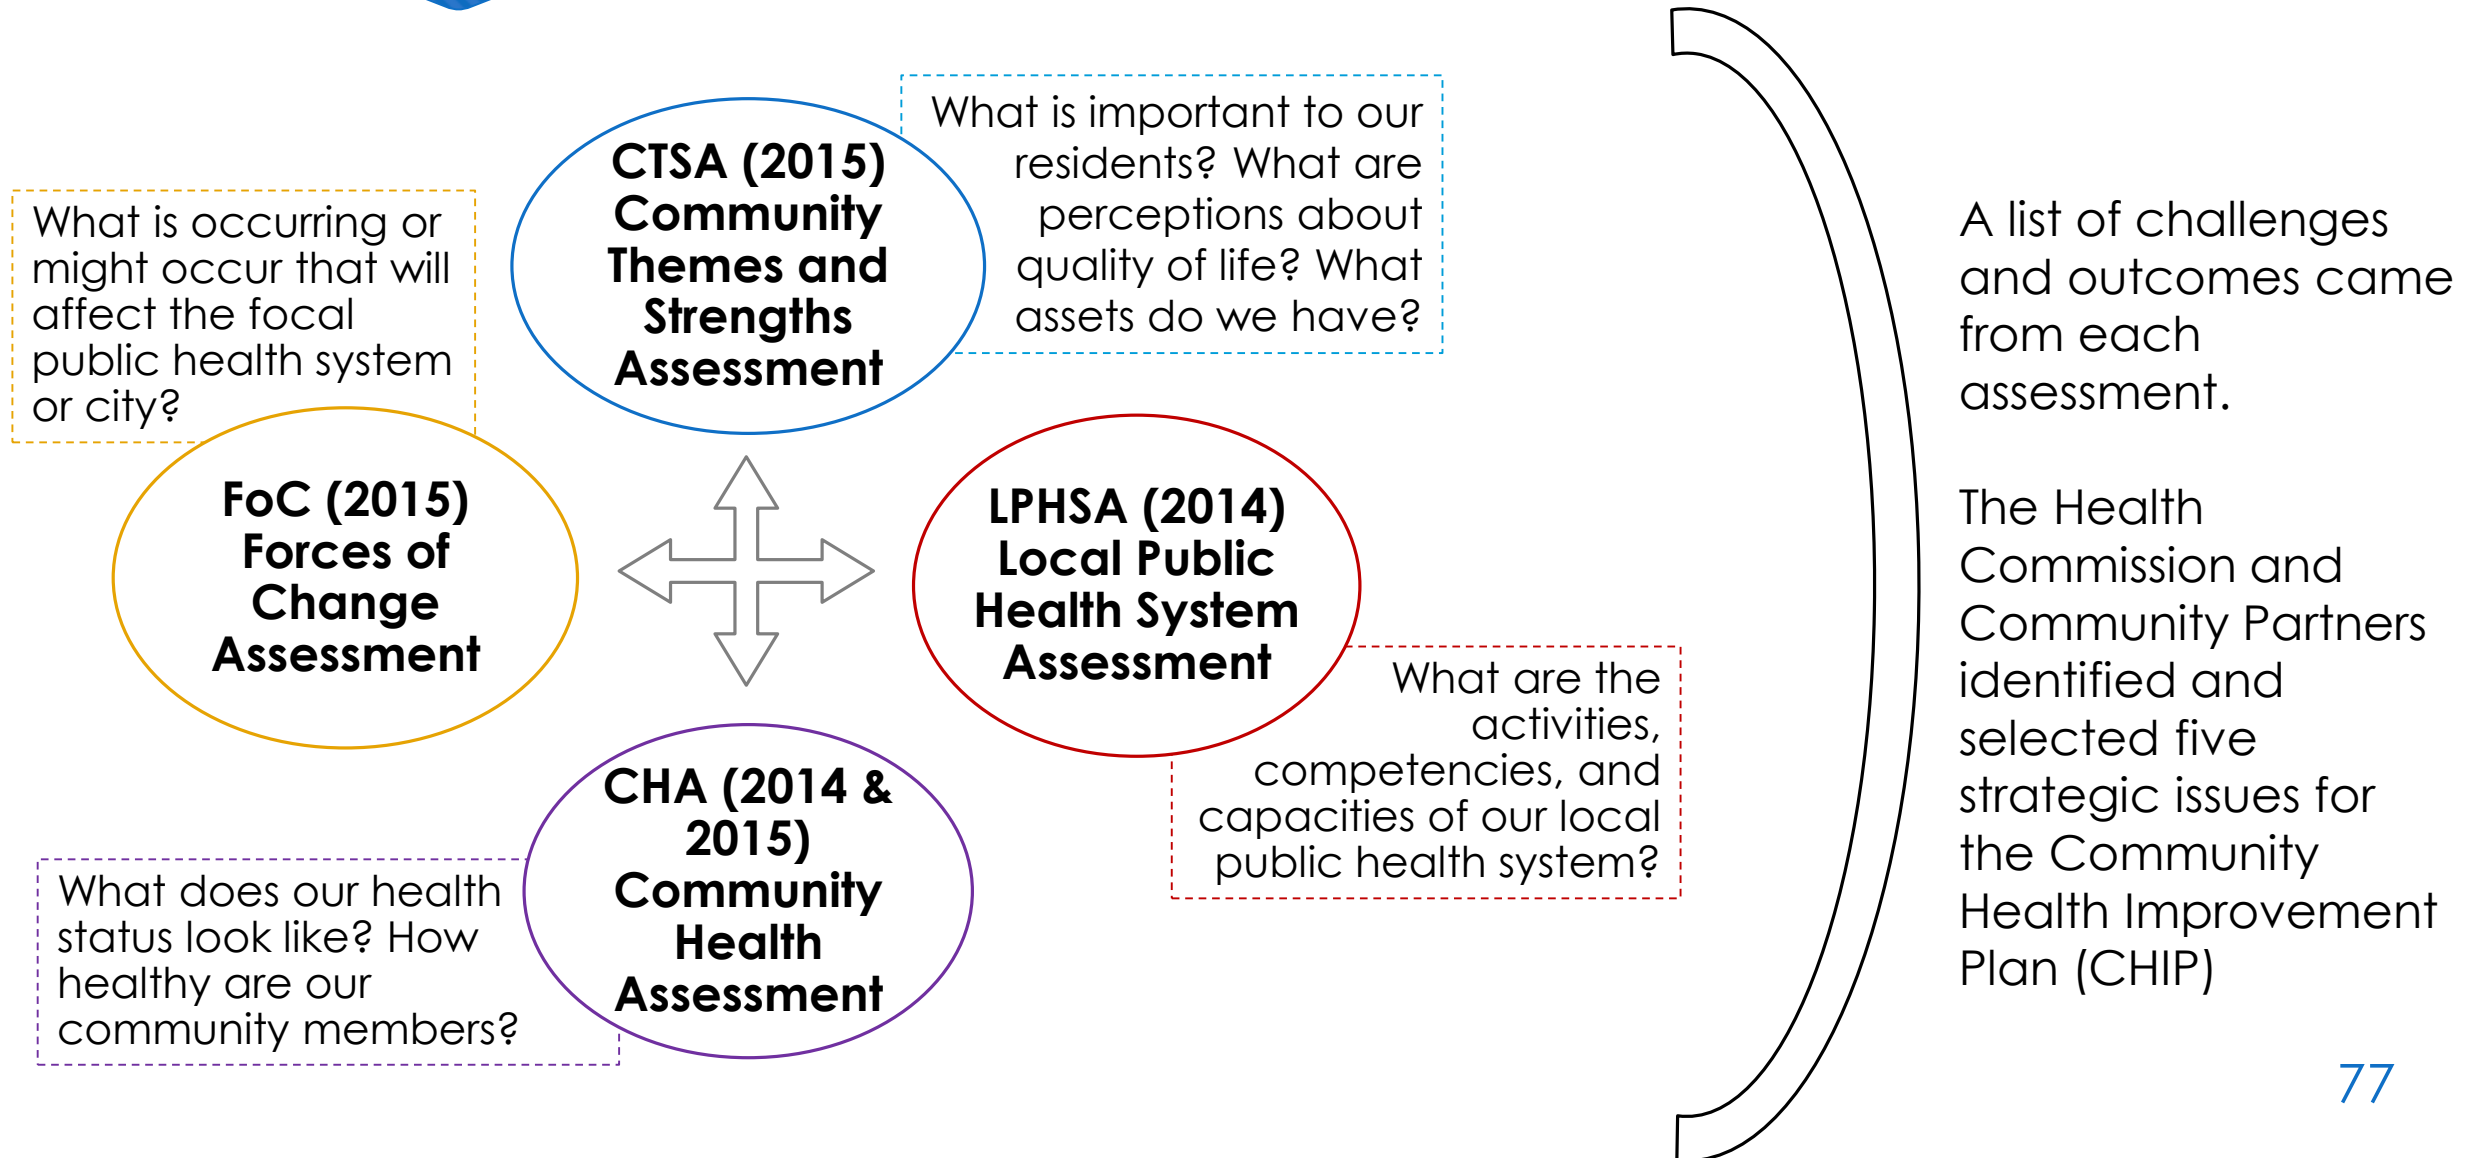 CTSA (2015)
Community
Themes and
Strengths
Assessment
What is important to our
residents? What are
perceptions about
quality of life? What
assets do we have?
What is occurring or
might occur that will
affect the focal
public health system
or city?
FoC (2015)
Forces of
Change
Assessment
LPHSA (2014)
Local Public
Health System
Assessment
What are the
activities,
competencies, and
capacities of our local
public health system?
CHA (2014 &
2015)
Community
Health
Assessment
What does our health
status look like? How
healthy are our
community members?
A list of challenges
and outcomes came
from each
assessment.
The Health
Commission and
Community Partners
identified and
selected five
strategic issues for
the Community
Health Improvement
Plan (CHIP)
77